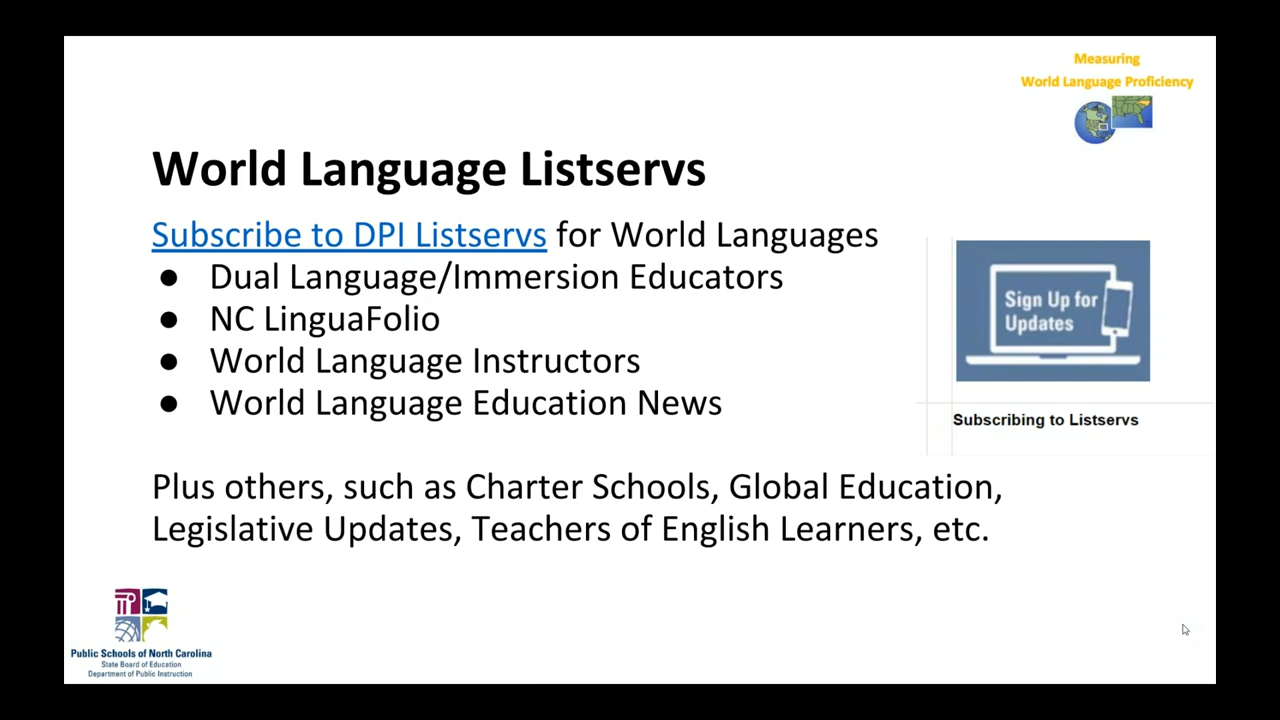 Measuring
World Language Proficiency
World Language Listservs
Subscribe to DPI Listservs for World Languages
● Dual Language/Immersion Educators
● NC LinguaFolio
● World Language Instructors
● World Language Education News
Sign Up for
Updates
Subscribing to Listservs
Plus others, such as Charter Schools, Global Education,
Legislative Updates, Teachers of English Learners, etc.
Public Schools of North Carolina
State Board of Education
Department of Public Instruction